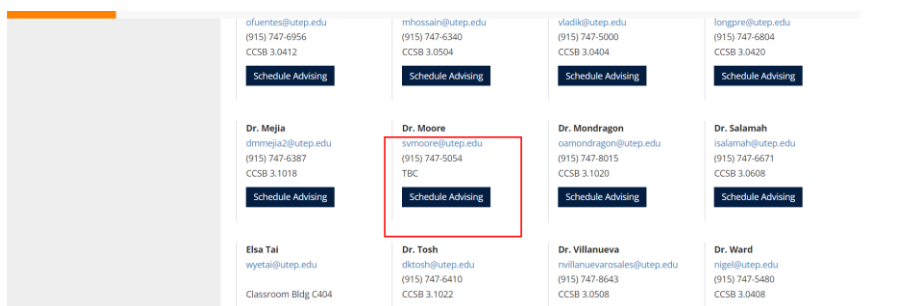 ofuentes@utep.edu
(915) 747-6956
CCSB 3.0412
Schedule Advising
mhossain@utep.edu
(915) 747-6340
CCSB 3.0504
Schedule Advising
vladik@utep.edu
(915) 747-5000
CCSB 3.0404
Schedule Advising
longpre@utep.edu
(915) 747-6804
CCSB 3.0420
Schedule Advising
Dr. Mejia
dmmejia2@utep.edu
(915) 747-6387
CCSB 3.1018
Schedule Advising
Dr. Moore
svmoore@utep.edu
(915) 747-5054
TBC
Schedule Advising
Dr. Mondragon
oamondragon@utep.edu
(915) 747-8015
CCSB 3.1020
Schedule Advising
Dr. Salamah
isalamah@utep.edu
(915) 747-6671
CCSB 3.0608
Schedule Advising
Elsa Tai
wyetai@utep.edu
Classroom Bldg C404
Dr. Tosh
dktosh@utep.edu
(915) 747-6410
CCSB 3.1022
Dr. Villanueva
nvillanuevarosales@utep.edu
(915) 747-8643
CCSB 3.0508
Dr. Ward
nigel@utep.edu
(915) 747-5480
CCSB 3.0408